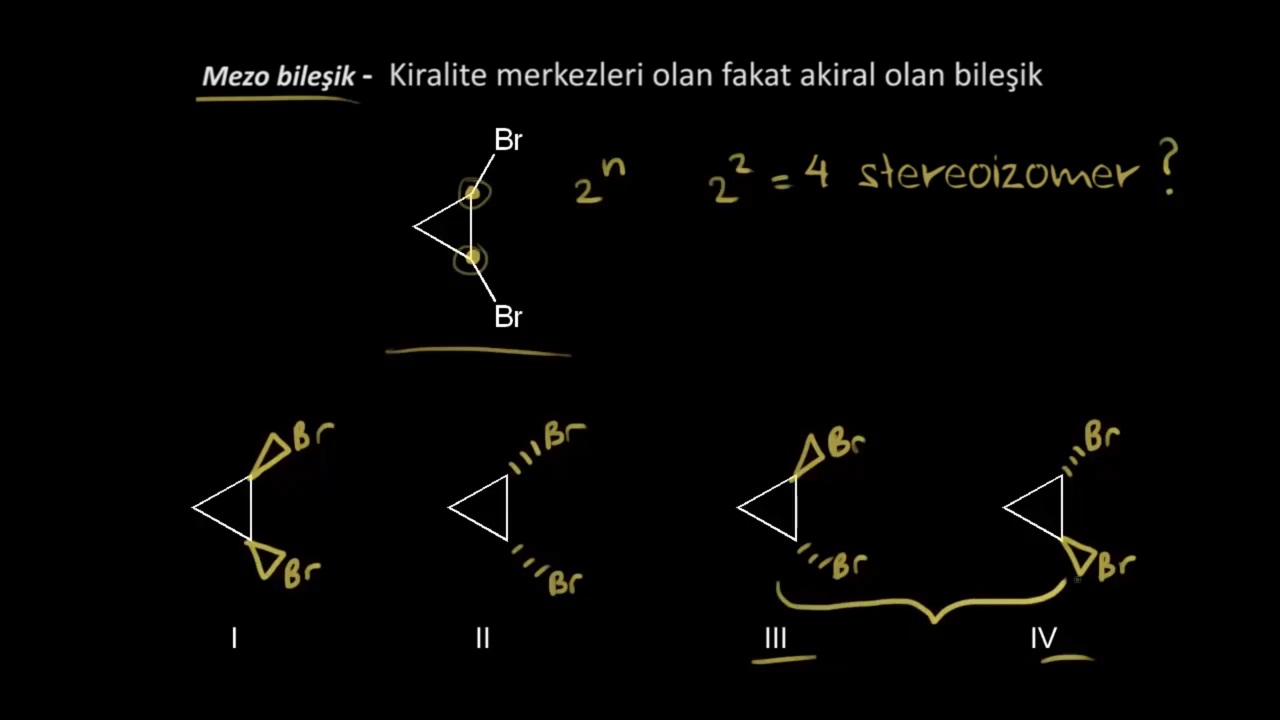 Mezo bileşik - Kiralite merkezleri olan fakat akiral olan bileşik
Br
2ⁿ 2² = 4 stereoizomer ?
Br
Br Br Br Br
Br Br Br Br
I II III IV